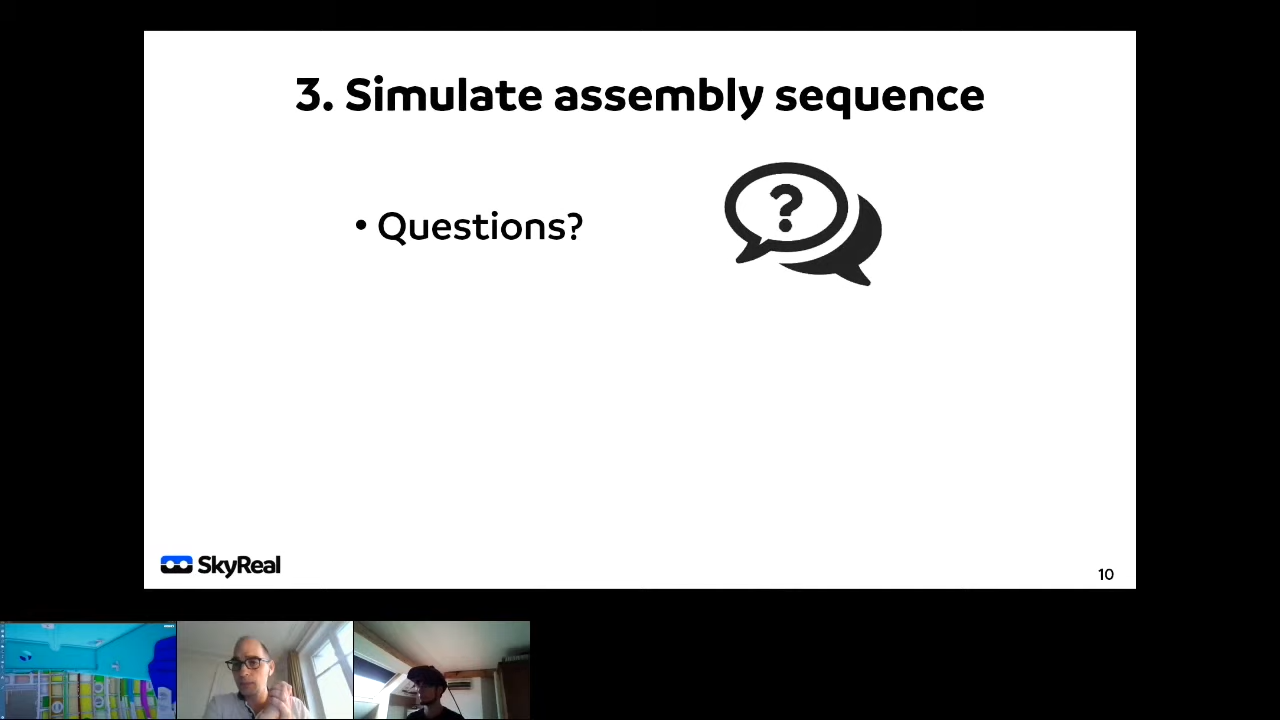 3. Simulate assembly sequence
• Questions?
?
SkyReal
10